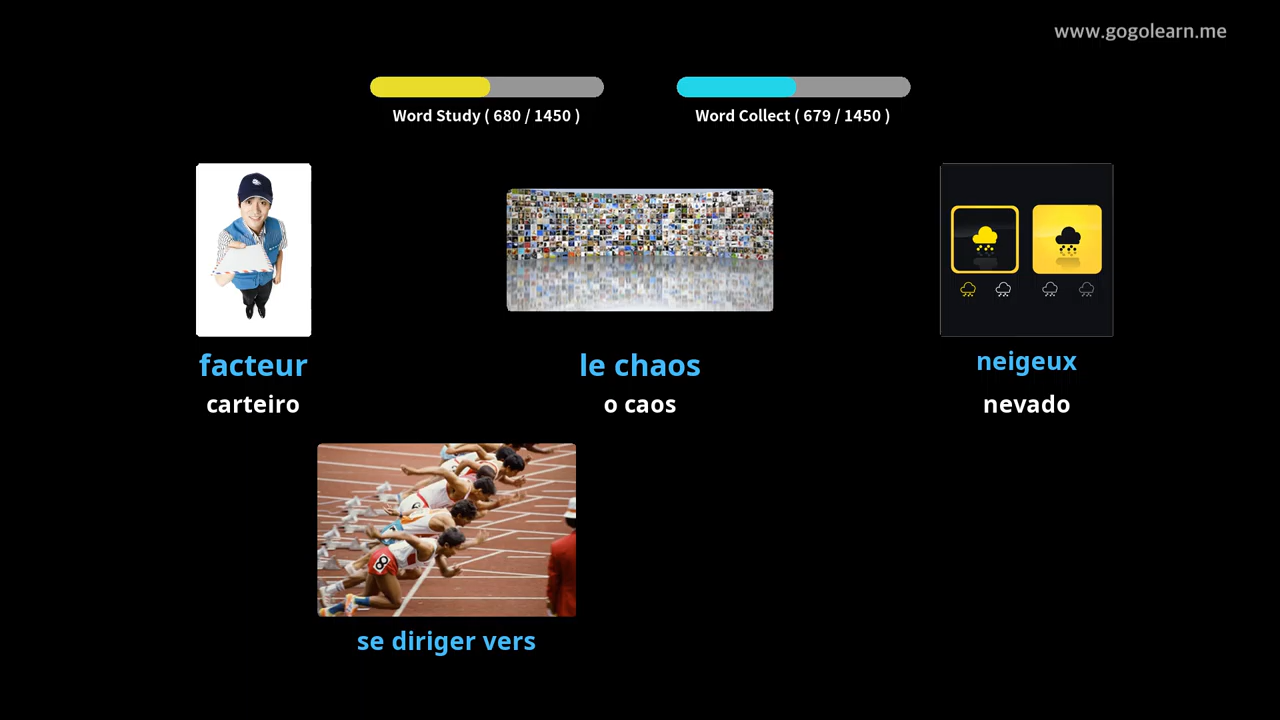 www.gogolearn.me
Word Study ( 680 / 1450 )
Word Collect ( 679 / 1450 )
facteur
carteiro
le chaos
o caos
neigeux
nevado
8
se diriger vers